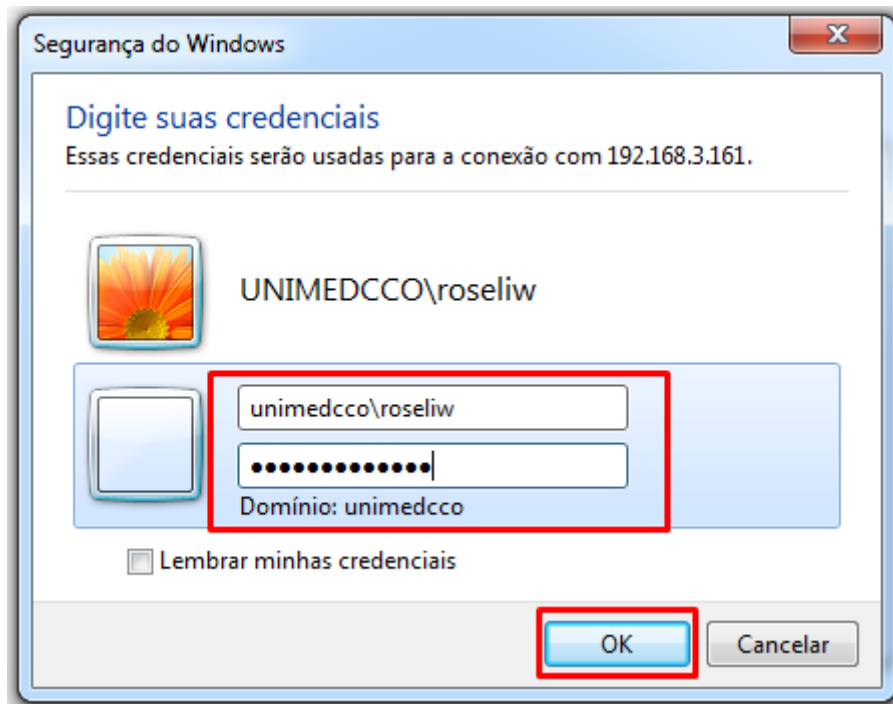 Segurança do Windows
Digite suas credenciais
Essas credenciais serão usadas para a conexão com 192.168.3.161.
UNIMEDCCO\roseliw
unimedcco\roseliw
●●●●●●●●●●●●●
Domínio: unimedcco
Lembrar minhas credenciais
OK
Cancelar